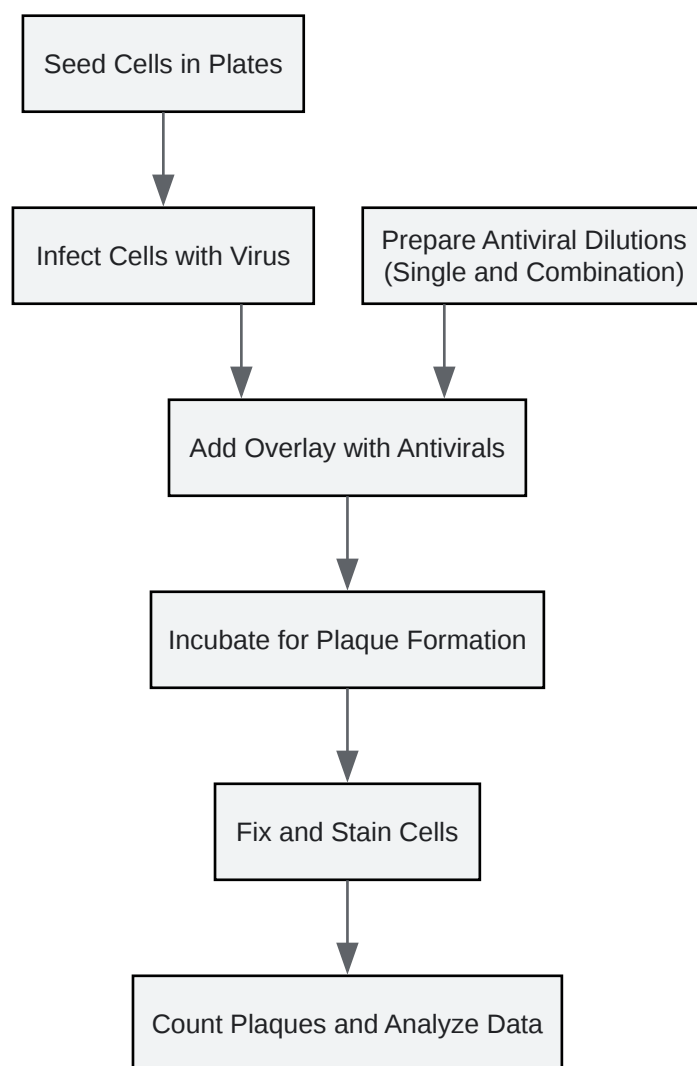 Seed Cells in Plates
Infect Cells with Virus
Prepare Antiviral Dilutions
(Single and Combination)
Add Overlay with Antivirals
Incubate for Plaque Formation
Fix and Stain Cells
Count Plaques and Analyze Data